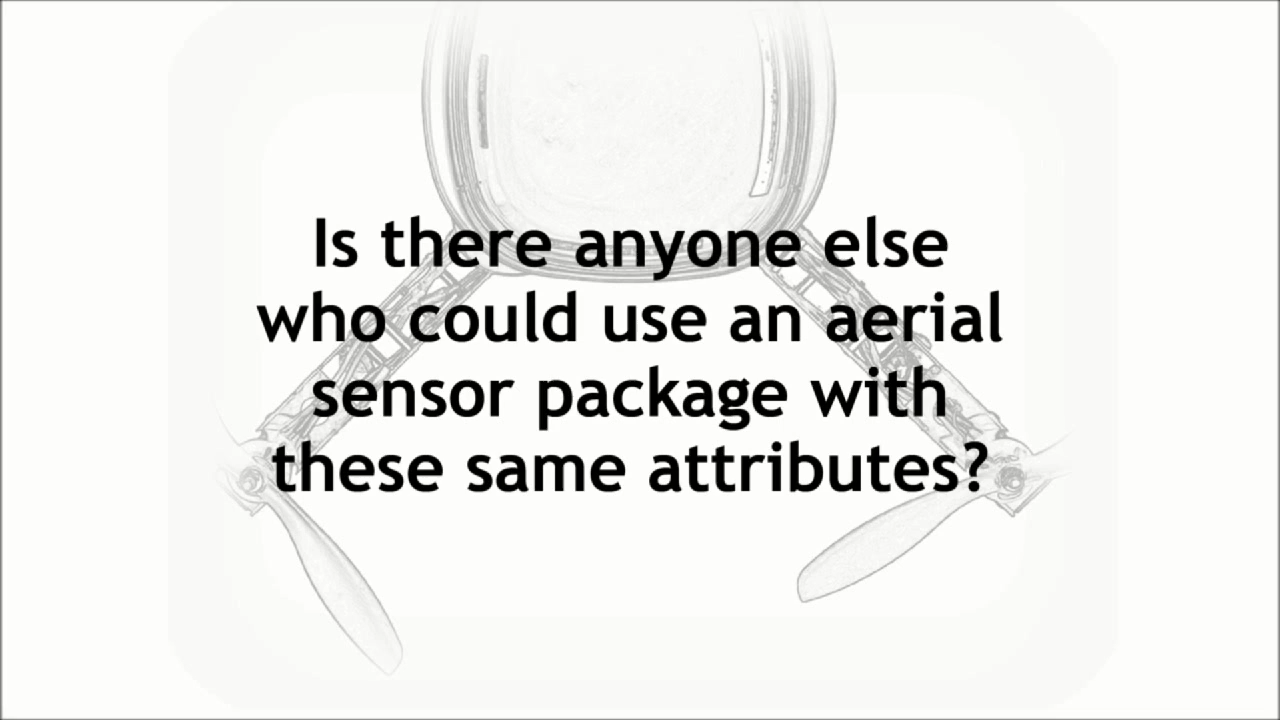 Is there anyone else
who could use an aerial
sensor package with
these same attributes?